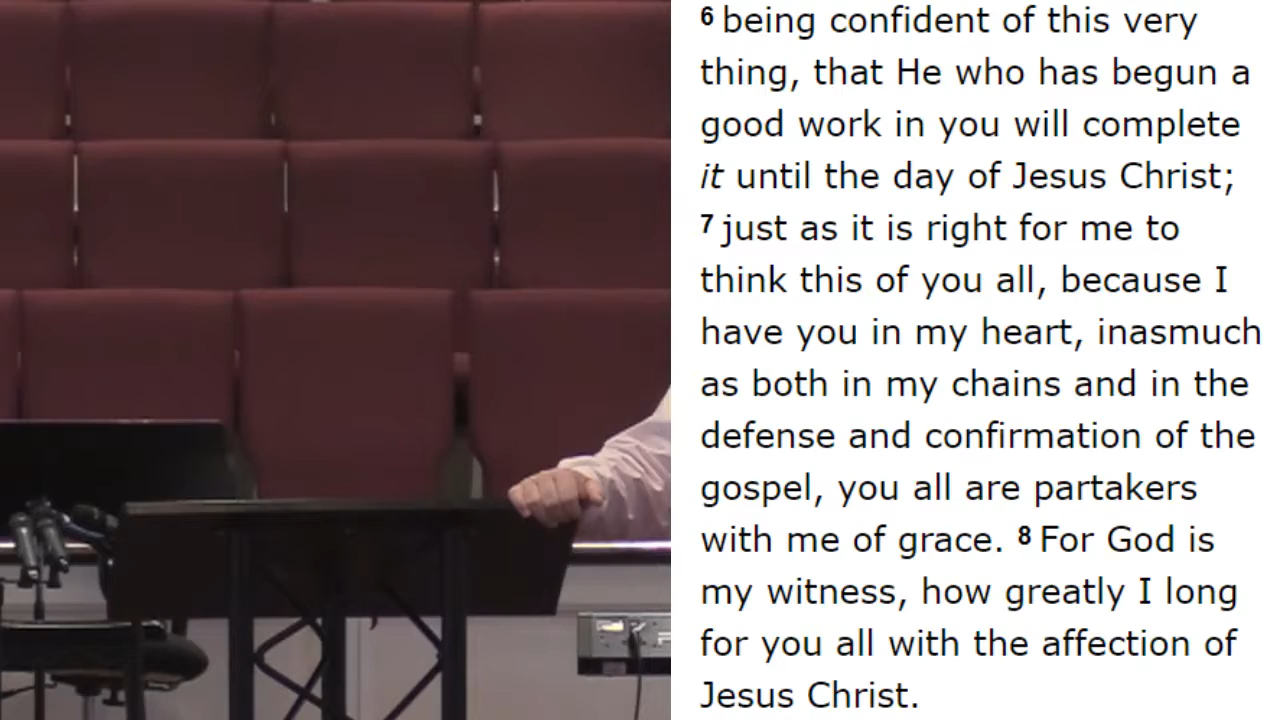 6 being confident of this very
thing, that He who has begun a
good work in you will complete
it until the day of Jesus Christ;
7 just as it is right for me to
think this of you all, because I
have you in my heart, inasmuch
as both in my chains and in the
defense and confirmation of the
gospel, you all are partakers
with me of grace. 8 For God is
my witness, how greatly I long
for you all with the affection of
Jesus Christ.